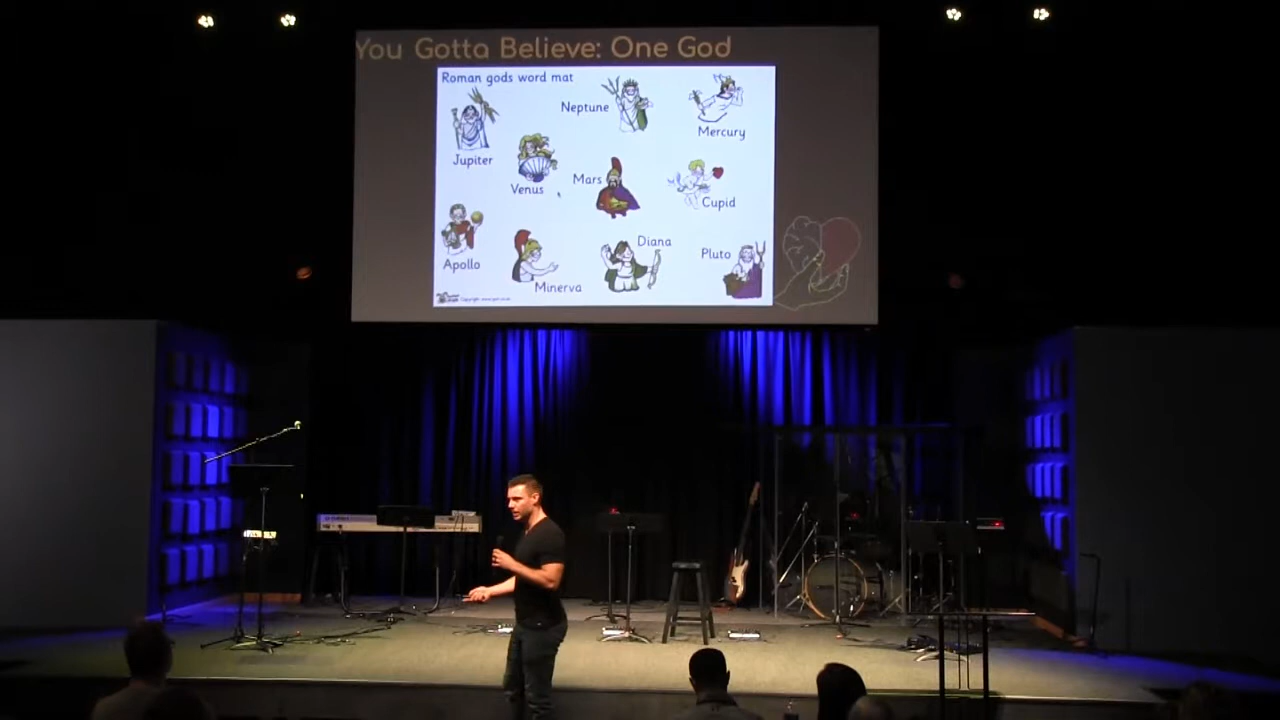 You Gotta Believe: One God
Roman gods word mat
Neptune
Mercury
Jupiter
Venus
Mars
Cupid
Apollo
Minerva
Diana
Pluto